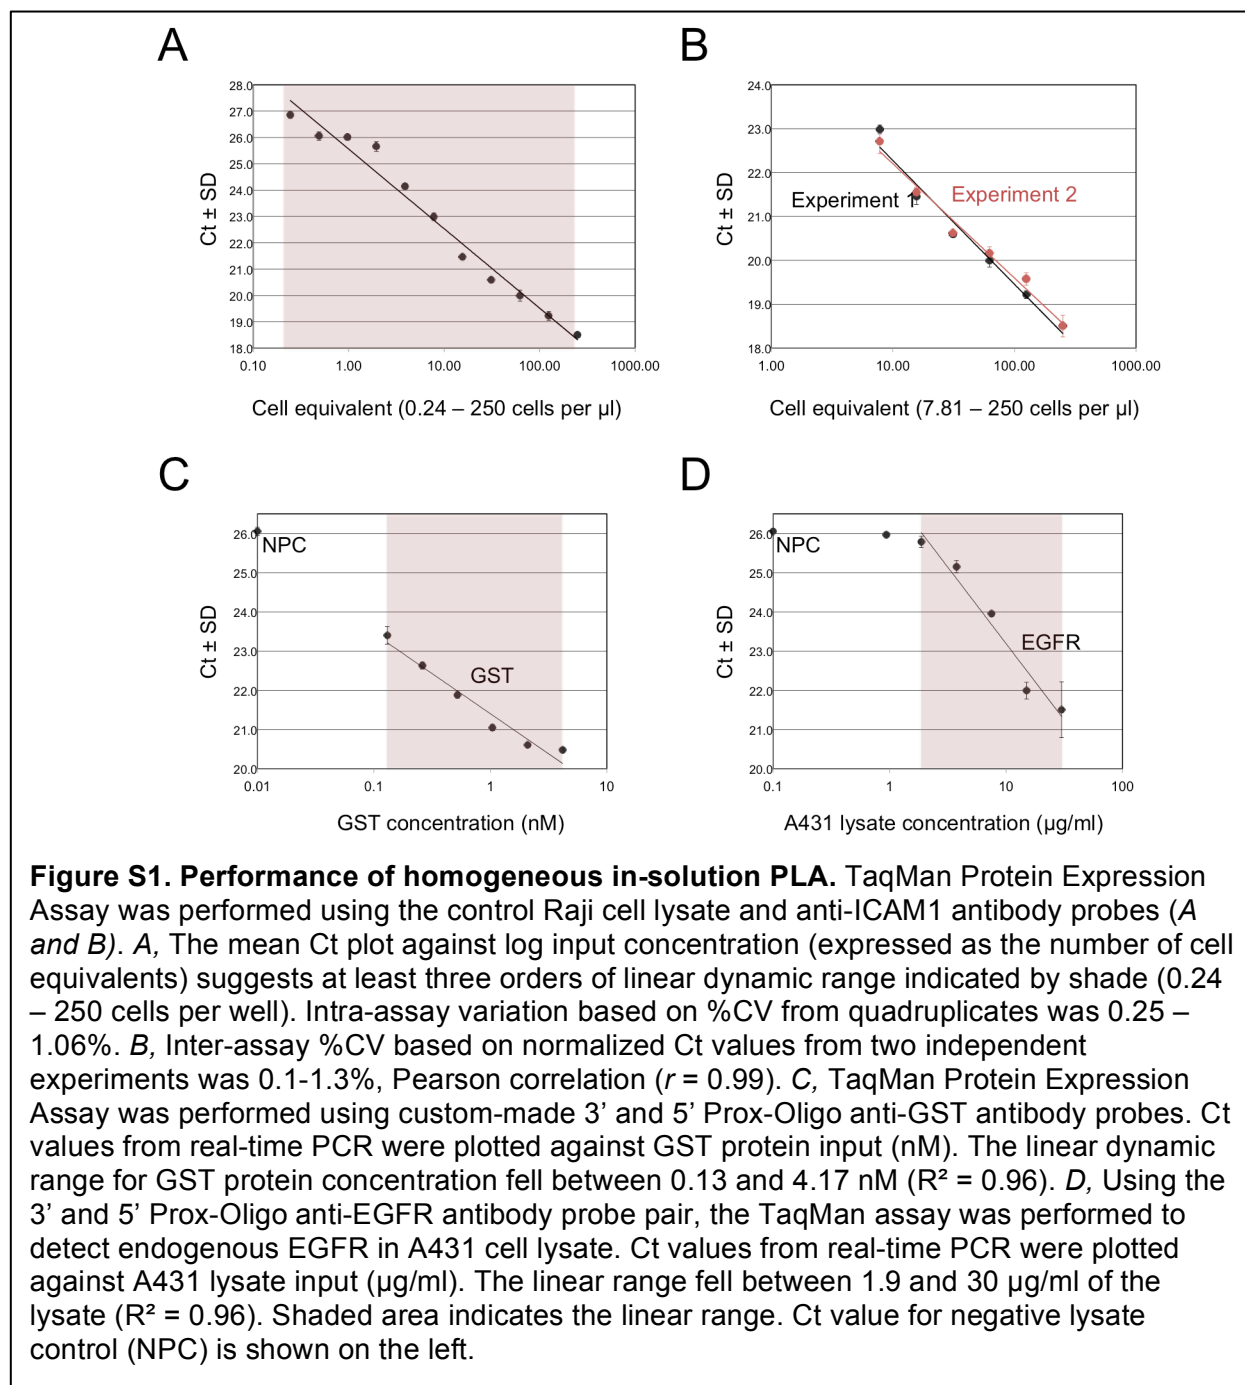 A
B
28.0
27.0
26.0
25.0
24.0
23.0
22.0
21.0
20.0
19.0
18.0
Ct ± SD
0.10 1.00 10.00 100.00 1000.00
Cell equivalent (0.24 – 250 cells per µl)
24.0
23.0
22.0
21.0
20.0
19.0
18.0
Ct ± SD
Experiment 1
Experiment 2
1.00 10.00 100.00 1000.00
Cell equivalent (7.81 – 250 cells per µl)
C
D
26.0
25.0
24.0
23.0
22.0
21.0
20.0
Ct ± SD
NPC
GST
0.01 0.1 1 10
GST concentration (nM)
26.0
25.0
24.0
23.0
22.0
21.0
20.0
Ct ± SD
NPC
EGFR
0.1 1 10 100
A431 lysate concentration (µg/ml)
Figure S1. Performance of homogeneous in-solution PLA. TaqMan Protein Expression
Assay was performed using the control Raji cell lysate and anti-ICAM1 antibody probes (A
and B). A, The mean Ct plot against log input concentration (expressed as the number of cell
equivalents) suggests at least three orders of linear dynamic range indicated by shade (0.24
– 250 cells per well). Intra-assay variation based on %CV from quadruplicates was 0.25 –
1.06%. B, Inter-assay %CV based on normalized Ct values from two independent
experiments was 0.1-1.3%, Pearson correlation (r = 0.99). C, TaqMan Protein Expression
Assay was performed using custom-made 3’ and 5’ Prox-Oligo anti-GST antibody probes. Ct
values from real-time PCR were plotted against GST protein input (nM). The linear dynamic
range for GST protein concentration fell between 0.13 and 4.17 nM (R² = 0.96). D, Using the
3’ and 5’ Prox-Oligo anti-EGFR antibody probe pair, the TaqMan assay was performed to
detect endogenous EGFR in A431 cell lysate. Ct values from real-time PCR were plotted
against A431 lysate input (µg/ml). The linear range fell between 1.9 and 30 µg/ml of the
lysate (R² = 0.96). Shaded area indicates the linear range. Ct value for negative lysate
control (NPC) is shown on the left.